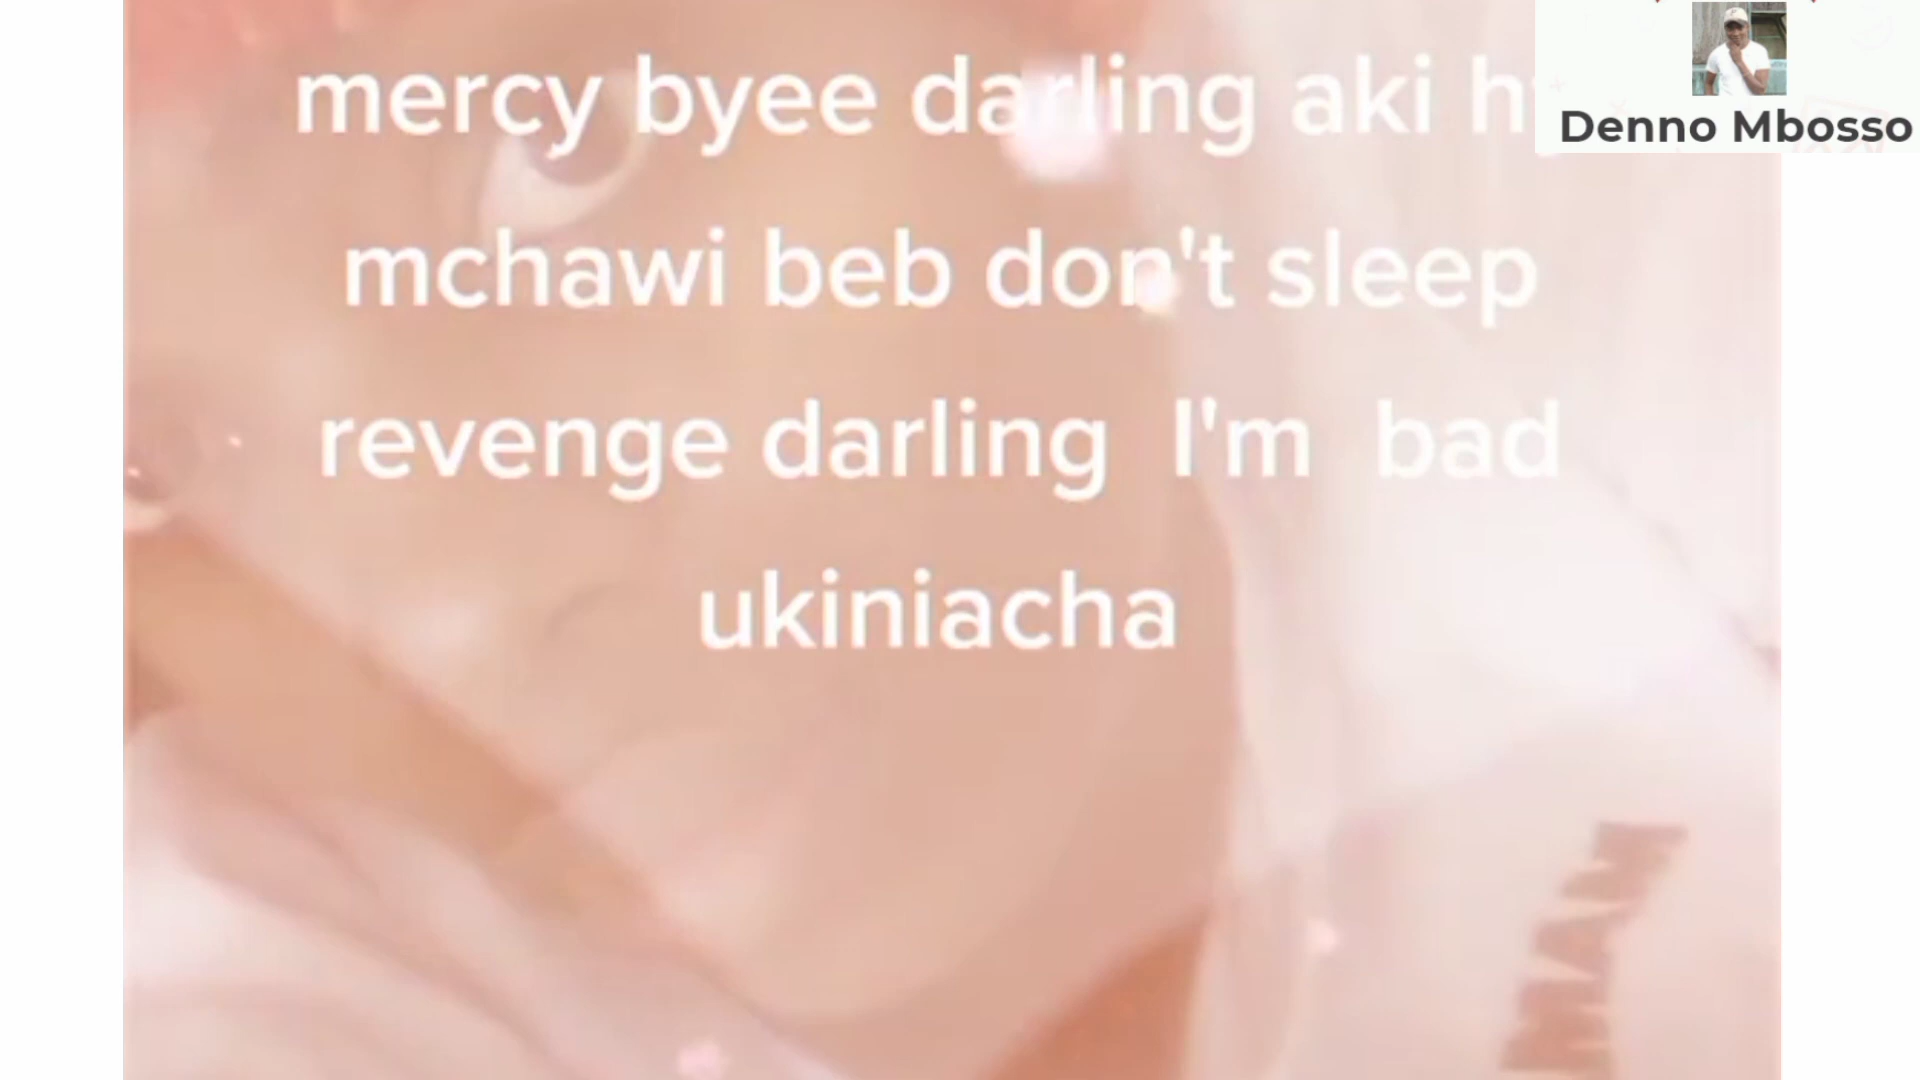 mercy byee darling aki
mchawi beb don't sleep
revenge darling I'm bad
ukiniacha
Denno Mbosso